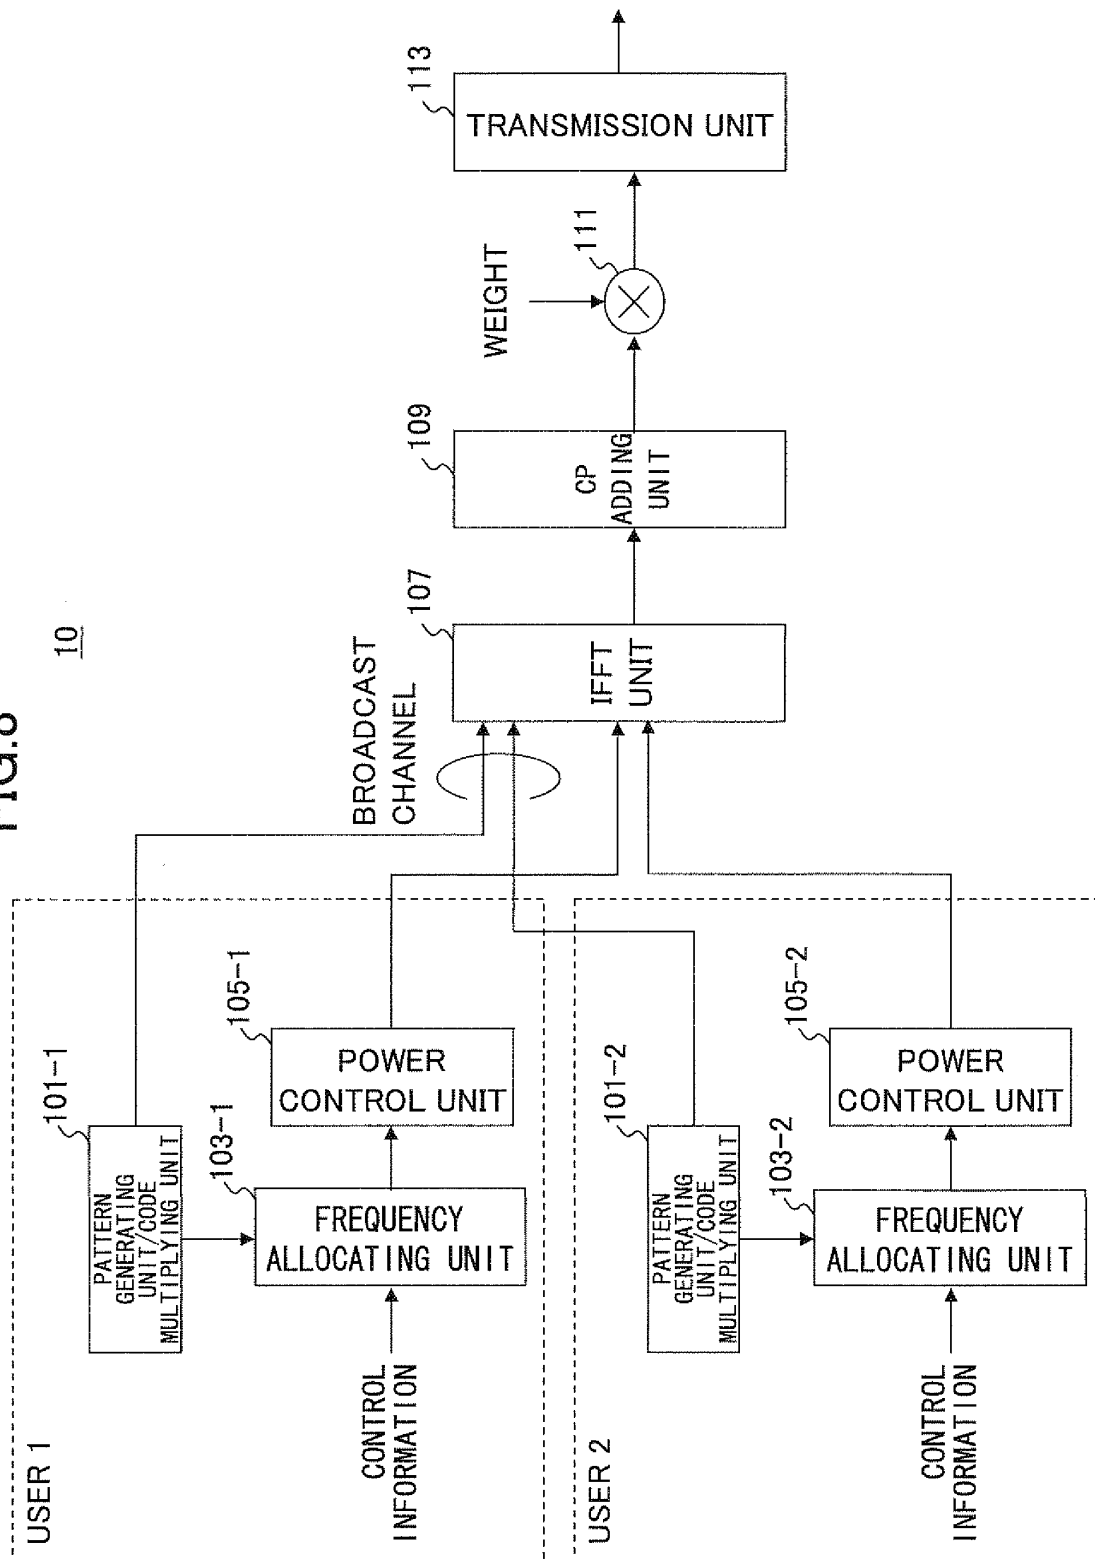 FIG.8
10
USER 1
PATTERN
GENERATING
UNIT/CODE
MULTIPLYING UNIT
101-1
CONTROL
INFORMATION
FREQUENCY
ALLOCATING UNIT
103-1
POWER
CONTROL UNIT
105-1
USER 2
PATTERN
GENERATING
UNIT/CODE
MULTIPLYING UNIT
101-2
CONTROL
INFORMATION
FREQUENCY
ALLOCATING UNIT
103-2
POWER
CONTROL UNIT
105-2
BROADCAST
CHANNEL
IFFT
UNIT
107
CP
ADDING
UNIT
109
WEIGHT
111
TRANSMISSION UNIT
113